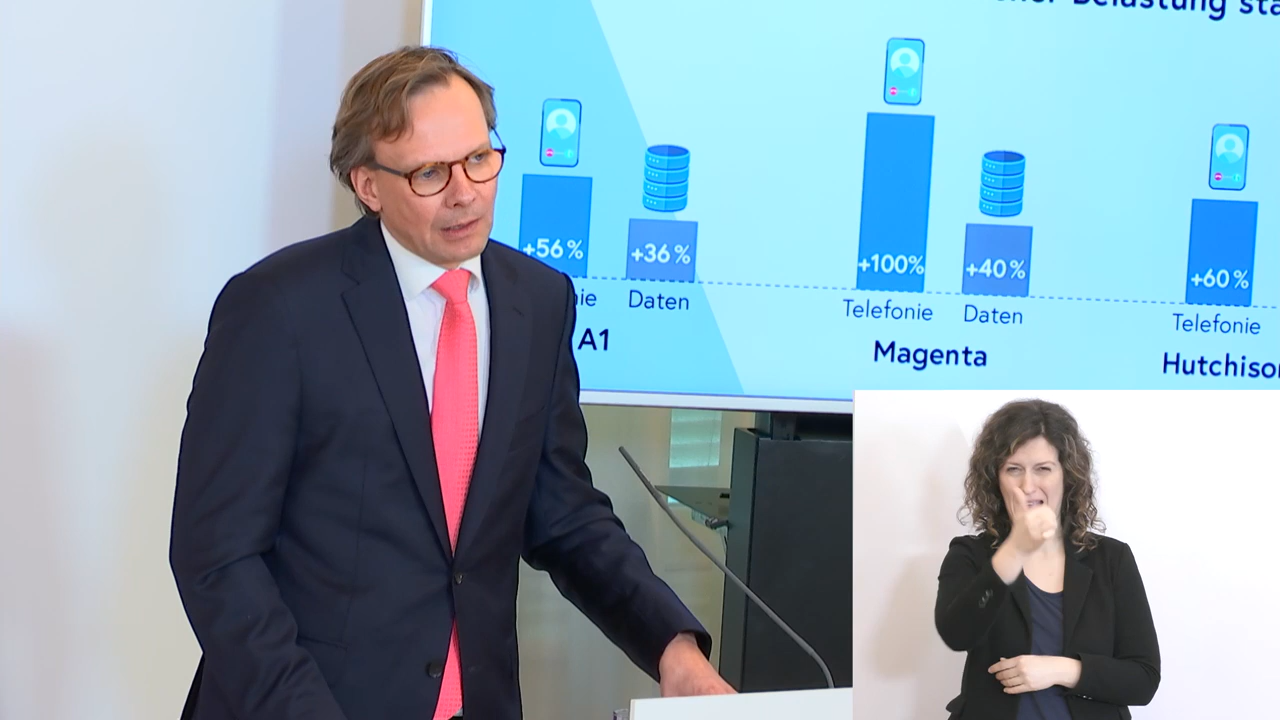 +56 %
+36 %
+100%
+40 %
+60 %
Daten
Telefonie
Daten
Telefonie
A1
Magenta